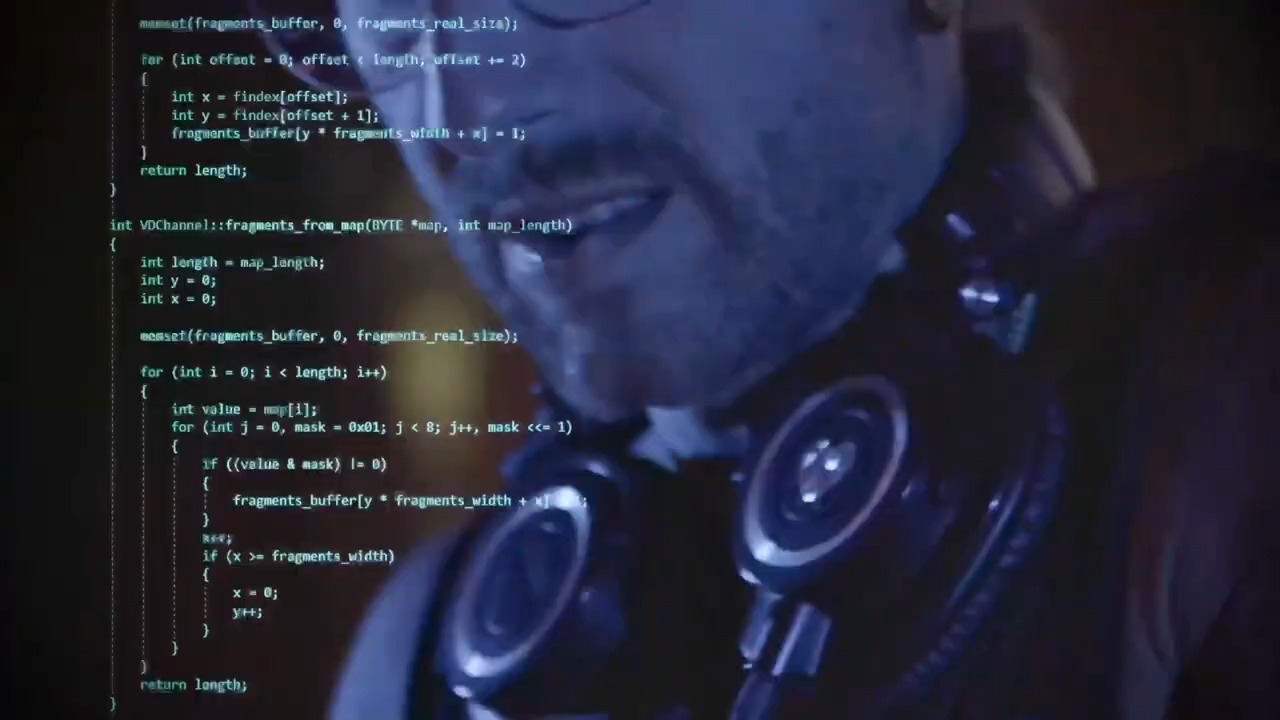 memset(fragments_buffer, 0, fragments_real_size);
for (int offset = 0; offset < length; offset += 2)
{
int x = findex[offset];
int y = findex[offset + 1];
fragments_buffer[y * fragments_width + x] = 1;
}
return length;
}
int VDChannel::fragments_from_map(BYTE *map, int map_length)
{
int length = map_length;
int y = 0;
int x = 0;
memset(fragments_buffer, 0, fragments_real_size);
for (int i = 0; i < length; i++)
{
int value = map[i];
for (int j = 0, mask = 0x01; j < 8; j++, mask <<= 1)
{
if ((value & mask) != 0)
{
fragments_buffer[y * fragments_width + x]
}
x++;
if (x >= fragments_width)
{
x = 0;
y++;
}
}
}
return length;
}